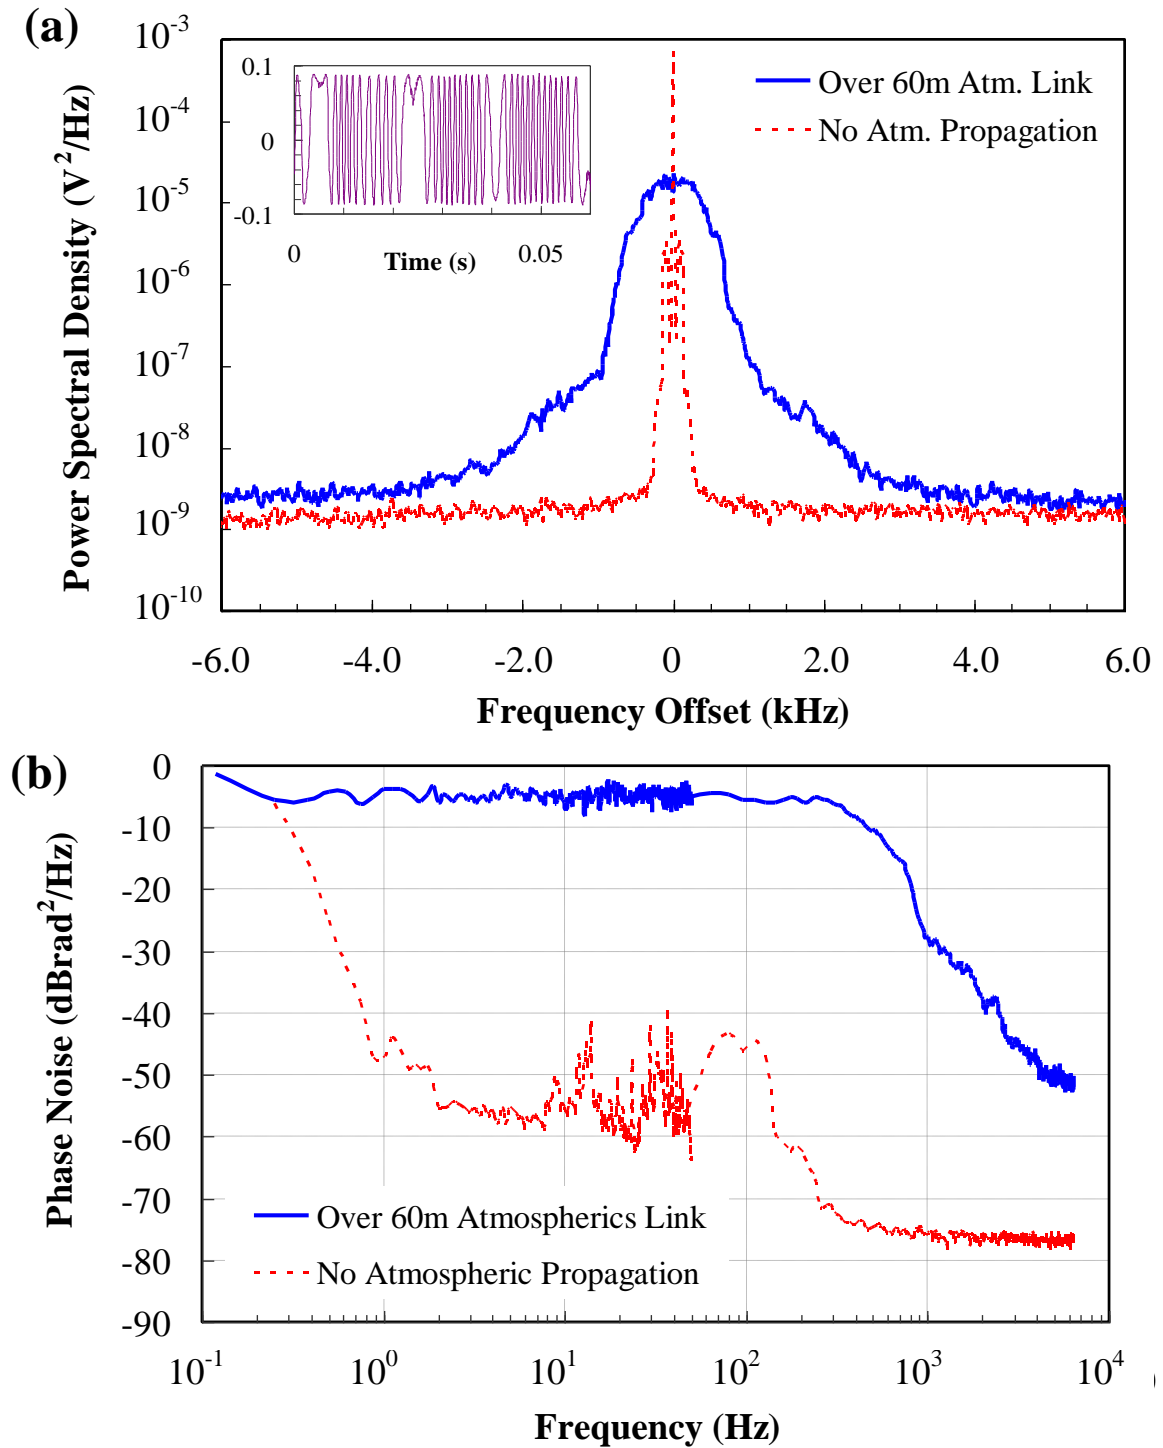 (a)
Power Spectral Density (V²/Hz)
10⁻³
10⁻⁴
10⁻⁵
10⁻⁶
10⁻⁷
10⁻⁸
10⁻⁹
10⁻¹⁰
0.1
0
-0.1
0
Time (s)
0.05
Over 60m Atm. Link
No Atm. Propagation
-6.0 -4.0 -2.0 0 2.0 4.0 6.0
Frequency Offset (kHz)
(b)
Phase Noise (dBrad²/Hz)
0
-10
-20
-30
-40
-50
-60
-70
-80
-90
Over 60m Atmospherics Link
No Atmospheric Propagation
10⁻¹ 10⁰ 10¹ 10² 10³ 10⁴
Frequency (Hz)